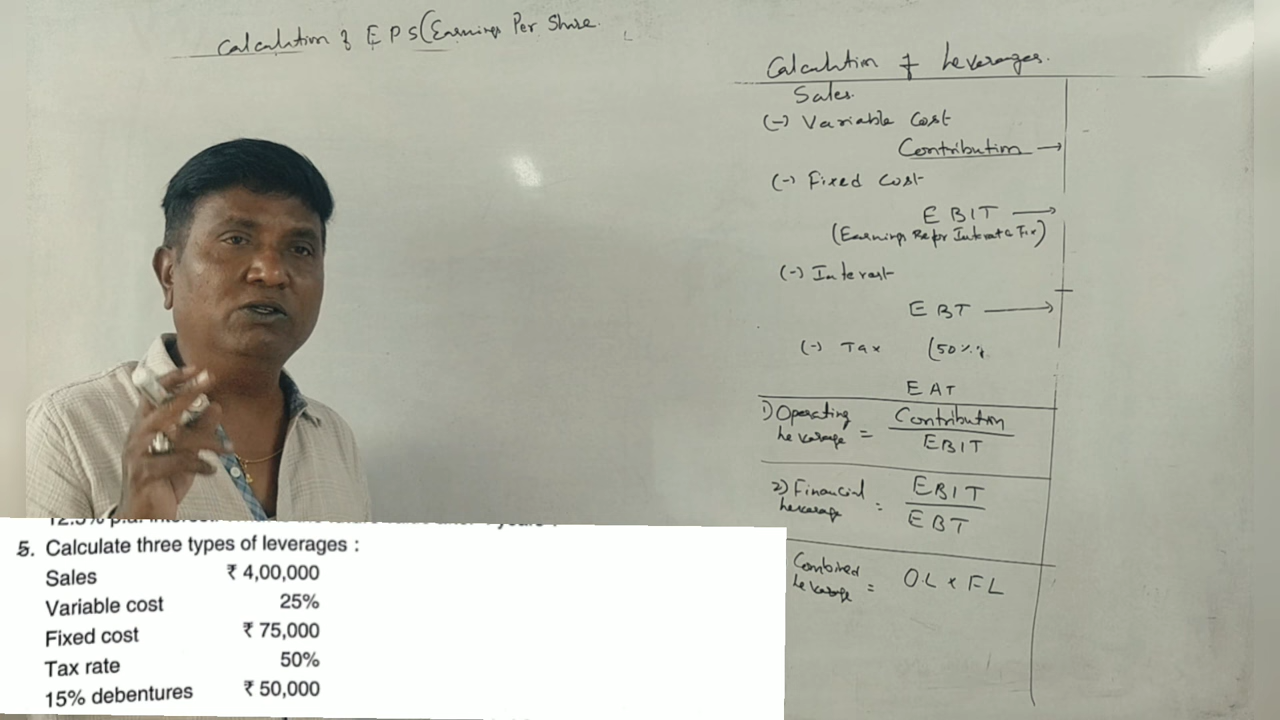 Calculation of EPS(Earnings Per Share.
Calculation of Leverages.
Sales.
(-) Variable Cost
Contribution →
(-) Fixed Cost
EBIT →
(Earnings Befor Interest & Tax)
(-) Interest
EBT →
(-) Tax (50%
EAT
1) Operating Leverage = Contribution / EBIT
2) Financial Leverage = EBIT / EBT
Combined Leverage = O.L x FL
5. Calculate three types of leverages :
Sales ₹ 4,00,000
Variable cost 25%
Fixed cost ₹ 75,000
Tax rate 50%
15% debentures ₹ 50,000